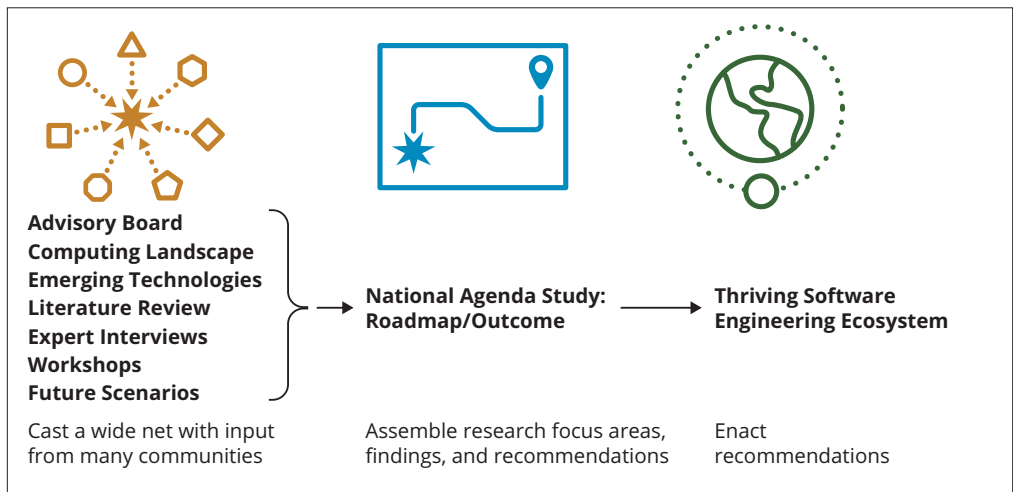 Advisory Board
Computing Landscape
Emerging Technologies
Literature Review
Expert Interviews
Workshops
Future Scenarios
Cast a wide net with input
from many communities
National Agenda Study:
Roadmap/Outcome
Assemble research focus areas,
findings, and recommendations
Thriving Software
Engineering Ecosystem
Enact
recommendations